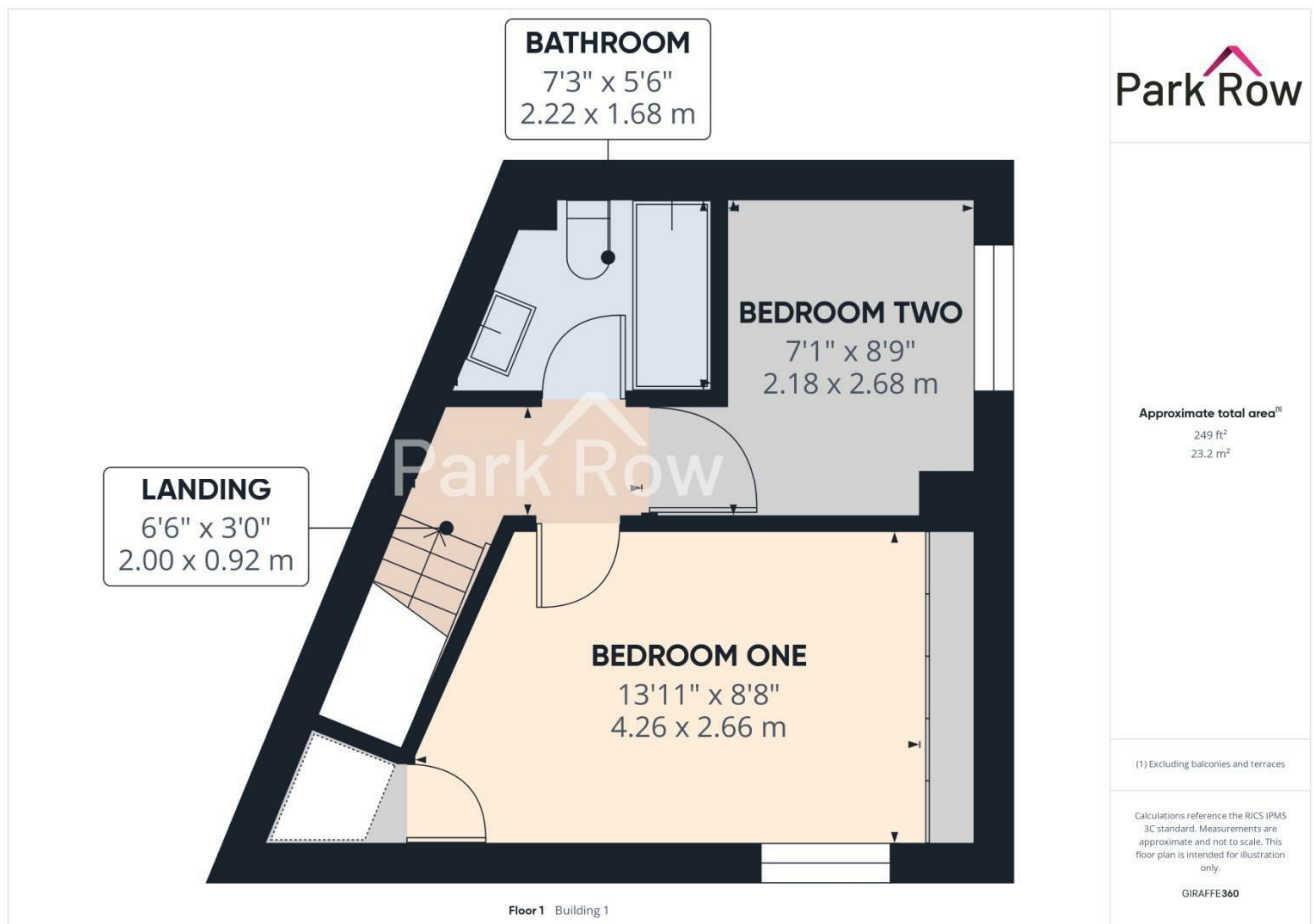 BATHROOM
7'3" x 5'6"
2.22 x 1.68 m
Park Row
BEDROOM TWO
7'1" x 8'9"
2.18 x 2.68 m
Approximate total area(1)
249 ft²
23.2 m²
Park Row
LANDING
6'6" x 3'0"
2.00 x 0.92 m
BEDROOM ONE
13'11" x 8'8"
4.26 x 2.66 m
(1) Excluding balconies and terraces
Calculations reference the RICS IPMS
3C standard. Measurements are
approximate and not to scale. This
floor plan is intended for illustration
only.
GIRAFFE360
Floor 1 Building 1